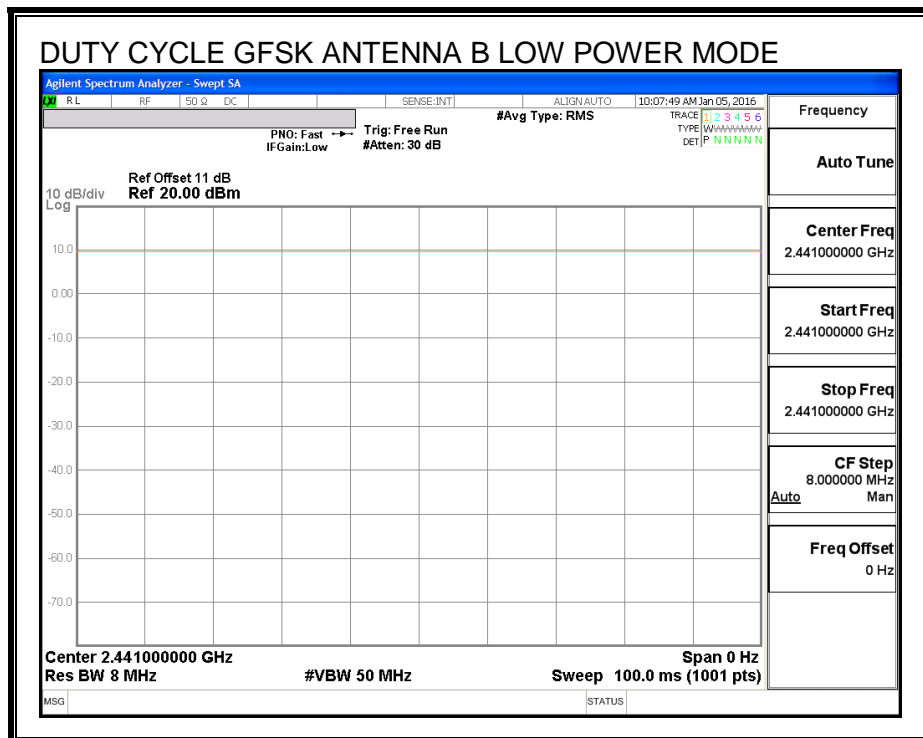 DUTY CYCLE GFSK ANTENNA B LOW POWER MODE
Agilent Spectrum Analyzer - Swept SA
LXI RL RF 50 Ω DC SENSE:INT ALIGNAUTO 10:07:49 AM Jan 05, 2016
PNO: Fast
IFGain:Low
Trig: Free Run
#Atten: 30 dB
#Avg Type: RMS
TRACE 1 2 3 4 5 6
TYPE WWWWWWW
DET P N N N N N
Ref Offset 11 dB
10 dB/div Ref 20.00 dBm
Log
10.0
0.00
-10.0
-20.0
-30.0
-40.0
-50.0
-60.0
-70.0
Center 2.441000000 GHz Span 0 Hz
Res BW 8 MHz #VBW 50 MHz Sweep 100.0 ms (1001 pts)
MSG STATUS
Frequency
Auto Tune
Center Freq
2.441000000 GHz
Start Freq
2.441000000 GHz
Stop Freq
2.441000000 GHz
CF Step
8.000000 MHz
Auto Man
Freq Offset
0 Hz